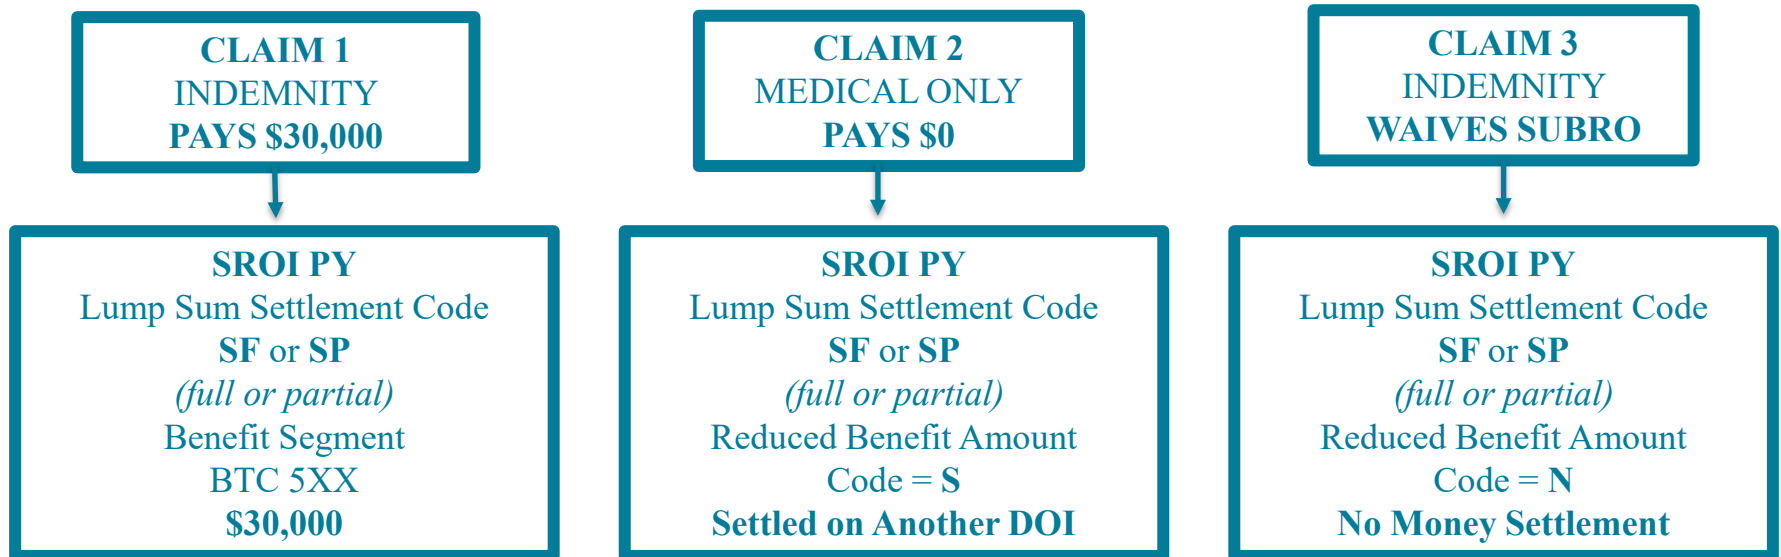 CLAIM 1
INDEMNITY
PAYS $30,000
CLAIM 2
MEDICAL ONLY
PAYS $0
CLAIM 3
INDEMNITY
WAIVES SUBRO
SROI PY
Lump Sum Settlement Code
SF or SP
(full or partial)
Benefit Segment
BTC 5XX
$30,000
SROI PY
Lump Sum Settlement Code
SF or SP
(full or partial)
Reduced Benefit Amount
Code = S
Settled on Another DOI
SROI PY
Lump Sum Settlement Code
SF or SP
(full or partial)
Reduced Benefit Amount
Code = N
No Money Settlement